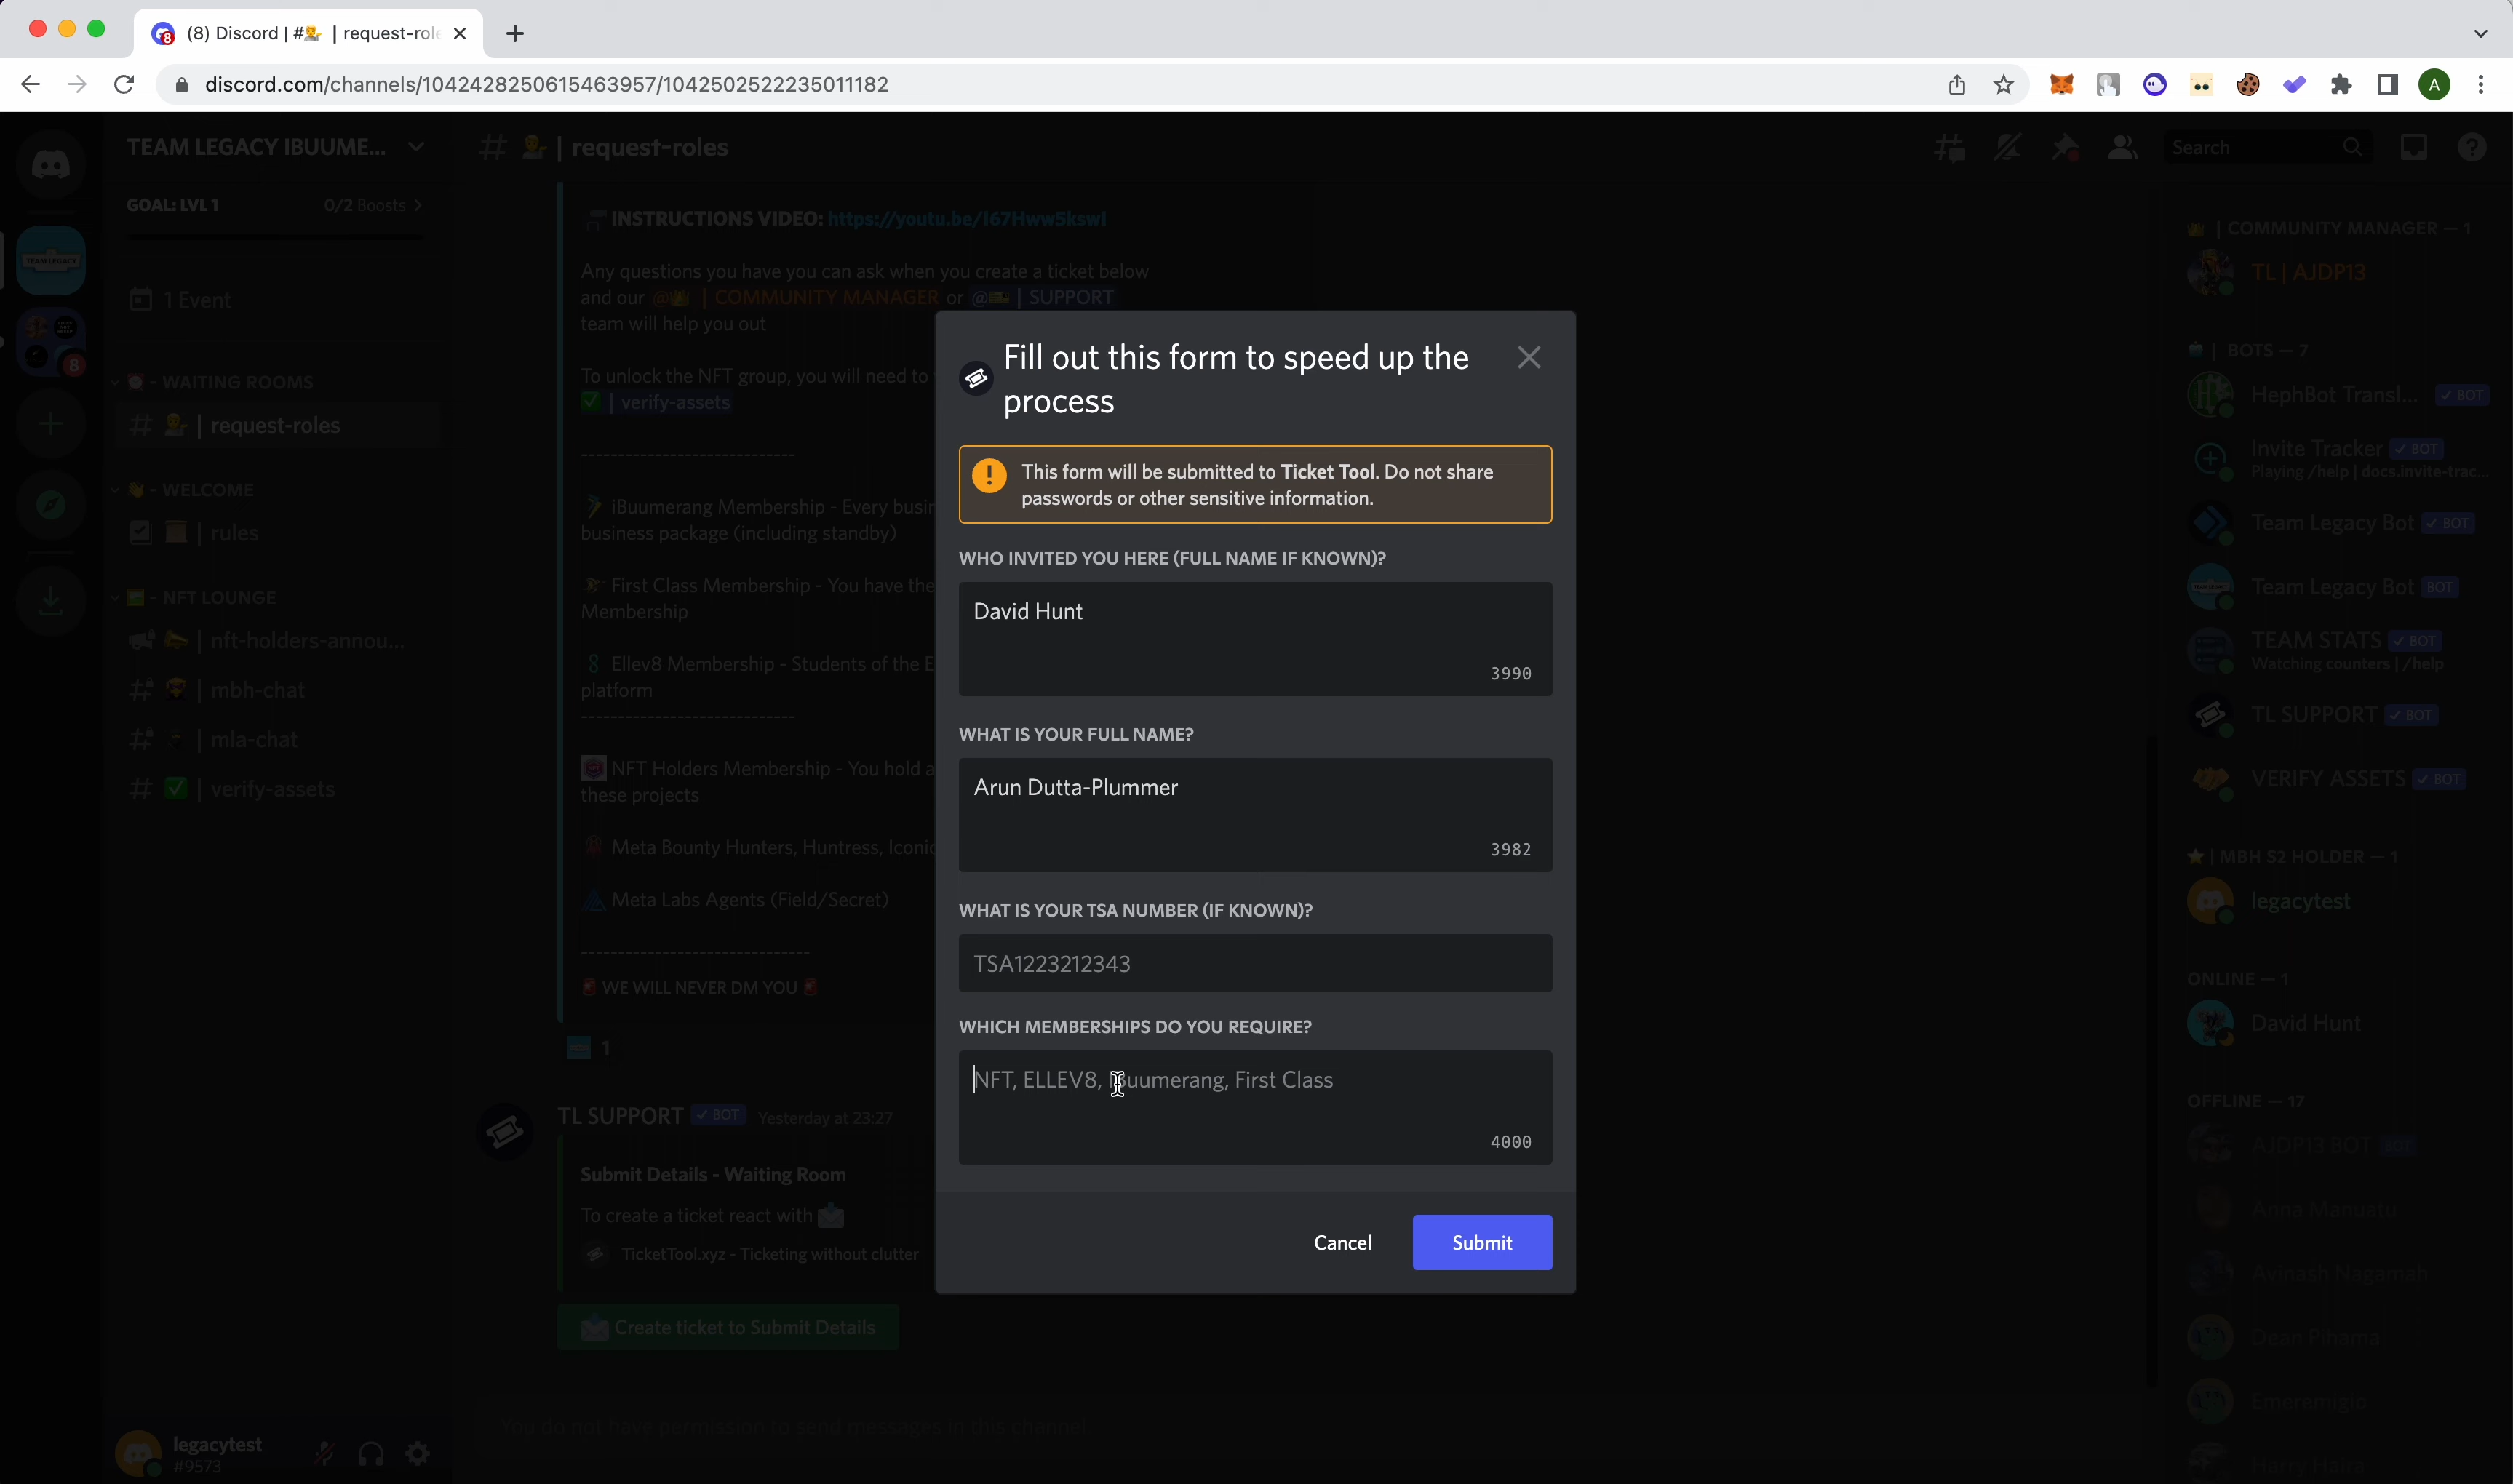 (8) Discord | # | request-role
discord.com/channels/1042428250615463957/1042502522235011182
A
TEAM LEGACY IBUUME...
GOAL: LVL 1
0/2 Boosts >
TEAM LEGACY
1 Event
8
- WAITING ROOMS
# | request-roles
- WELCOME
| rules
- NFT LOUNGE
| nft-holders-annou...
| mbh-chat
| mla-chat
# | verify-assets
legacytest
#9573
# | request-roles
Search
INSTRUCTIONS VIDEO:
Any questions you have you can ask when you create a ticket below
and our @ | COMMUNITY MANAGER or @ | SUPPORT
team will help you out
To unlock the NFT group, you will need to
| verify-assets
----------------------------
iBuumerang Membership - Every busin
business package (including standby)
First Class Membership - You have the
Membership
Ellev8 Membership - Students of the E
platform
----------------------------
NFT Holders Membership - You hold a
these projects
Meta Bounty Hunters, Huntress, Iconic
Meta Labs Agents (Field/Secret)
------------------------------
WE WILL NEVER DM YOU
1
TL SUPPORT ✓ BOT Yesterday at 23:27
Submit Details - Waiting Room
To create a ticket react with
TicketTool.xyz - Ticketing without clutter
Create ticket to Submit Details
You do not have permission to send messages in this channel.
Fill out this form to speed up the
process
This form will be submitted to Ticket Tool. Do not share
passwords or other sensitive information.
WHO INVITED YOU HERE (FULL NAME IF KNOWN)?
David Hunt
3990
WHAT IS YOUR FULL NAME?
Arun Dutta-Plummer
3982
WHAT IS YOUR TSA NUMBER (IF KNOWN)?
TSA1223212343
WHICH MEMBERSHIPS DO YOU REQUIRE?
NFT, ELLEV8, iBuumerang, First Class
4000
Cancel
Submit
| COMMUNITY MANAGER — 1
TL | AJDP13
| BOTS — 7
HephBot Transl... ✓ BOT
Invite Tracker ✓ BOT
Playing /help | docs.invite-trac...
Team Legacy Bot ✓ BOT
Team Legacy Bot BOT
TEAM STATS ✓ BOT
Watching counters | /help
TL SUPPORT ✓ BOT
VERIFY ASSETS ✓ BOT
| MBH S2 HOLDER — 1
legacytest
ONLINE — 1
David Hunt
OFFLINE — 17
AJDP13 BOT BOT
Anna Manuatu
Avinash Nagamah
Dean Pihama
Emeremigio